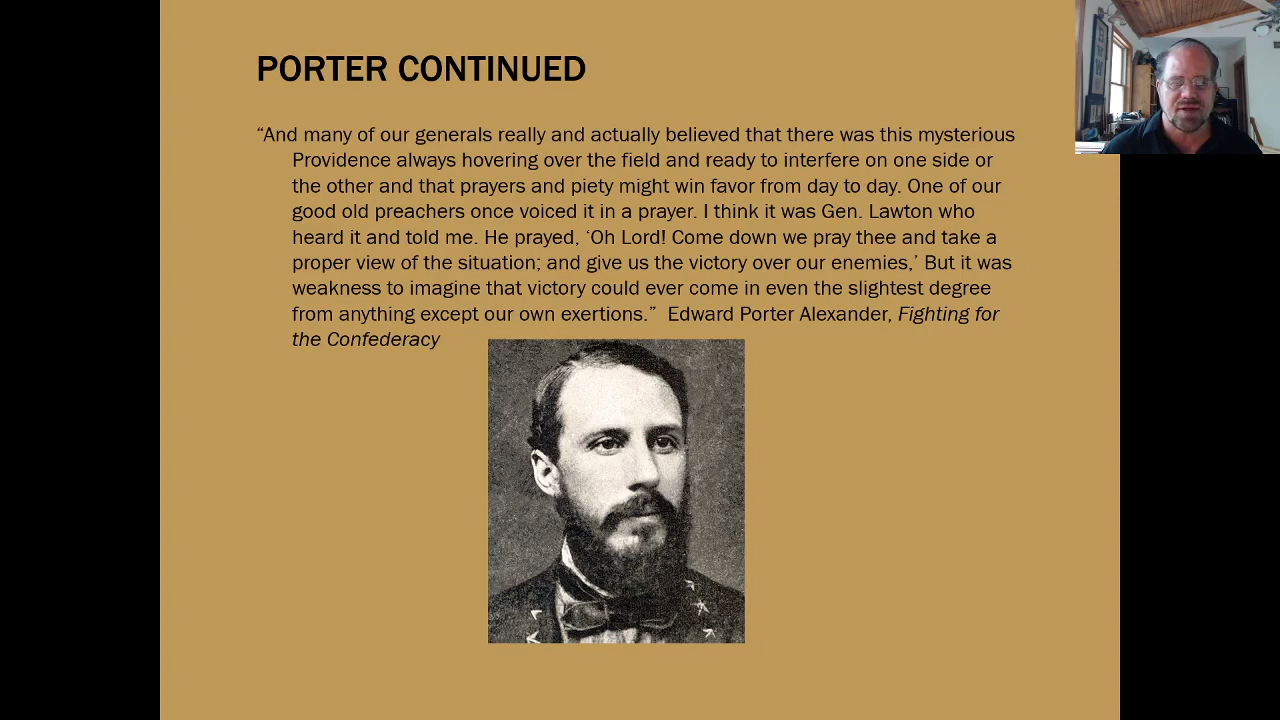 PORTER CONTINUED
“And many of our generals really and actually believed that there was this mysterious
Providence always hovering over the field and ready to interfere on one side or
the other and that prayers and piety might win favor from day to day. One of our
good old preachers once voiced it in a prayer. I think it was Gen. Lawton who
heard it and told me. He prayed, ‘Oh Lord! Come down we pray thee and take a
proper view of the situation; and give us the victory over our enemies,’ But it was
weakness to imagine that victory could ever come in even the slightest degree
from anything except our own exertions.”  Edward Porter Alexander, Fighting for
the Confederacy